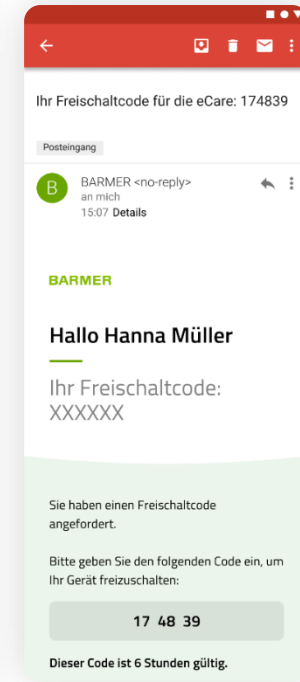 Ihr Freischaltcode für die eCare: 174839
Posteingang
B
BARMER <no-reply>
an mich
15:07 Details
BARMER
Hallo Hanna Müller
Ihr Freischaltcode:
XXXXXX
Sie haben einen Freischaltcode
angefordert.
Bitte geben Sie den folgenden Code ein, um
Ihr Gerät freizuschalten:
17 48 39
Dieser Code ist 6 Stunden gültig.